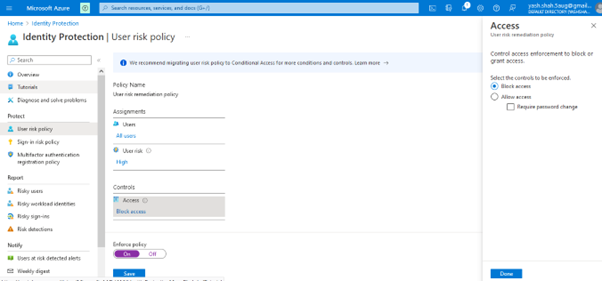 Microsoft Azure
Search resources, services, and docs (G+/)
yash.shah.5aug@gmail....
Home > Identity Protection
Identity Protection | User risk policy
Search
Overview
Tutorials
Diagnose and solve problems
Protect
User risk policy
Sign in risk policy
Multifactor authentication
registration policy
Report
Risky users
Risky workload identities
Risky sign-ins
Risk detections
Notify
Users at risk detected alerts
Weekly digest
We recommend migrating user risk policy to Conditional Access for more conditions and controls. Learn more →
Policy Name
User risk remediation policy
Assignments
Users
All users
User risk
High
Controls
Access
Block access
Enforce policy
On Off
Save
Access
User risk remediation policy
Control access enforcement to block or
grant access.
Select the controls to be enforced.
Block access
Allow access
Require password change
Done